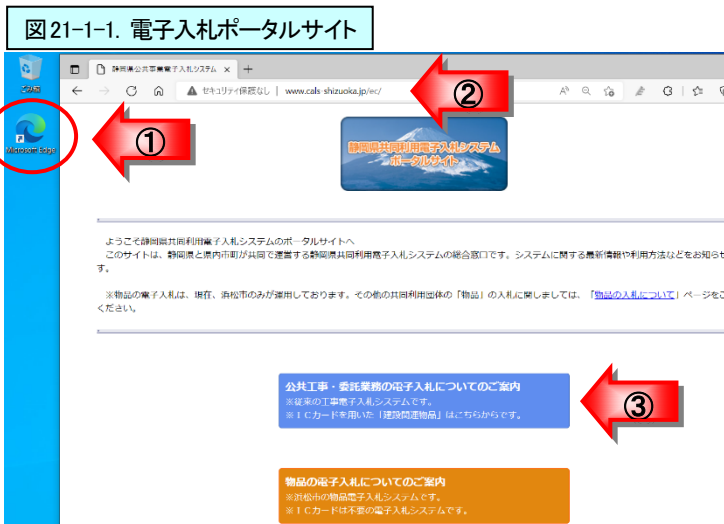 図21-1-1. 電子入札ポータルサイト
ごみ箱
Microsoft Edge
静岡県公共事業電子入札システム
セキュリティ保護なし | www.cals-shizuoka.jp/ec/
①
②
静岡県共同利用電子入札システム
ポータルサイト
ようこそ静岡県共同利用電子入札システムのポータルサイトへ
このサイトは、静岡県と県内市町が共同で運営する静岡県共同利用電子入札システムの総合窓口です。システムに関する最新情報や利用方法などをお知らせ
す。
※物品の電子入札は、現在、浜松市のみが運用しております。その他の共同利用団体の「物品」の入札に関しましては、「物品の入札について」ページをご
ください。
公共工事・委託業務の電子入札についてのご案内
※従来の工事電子入札システムです。
※ＩＣカードを用いた「建設関連物品」はこちらからです。
③
物品の電子入札についてのご案内
※浜松市の物品電子入札システムです。
※ＩＣカードは不要の電子入札システムです。